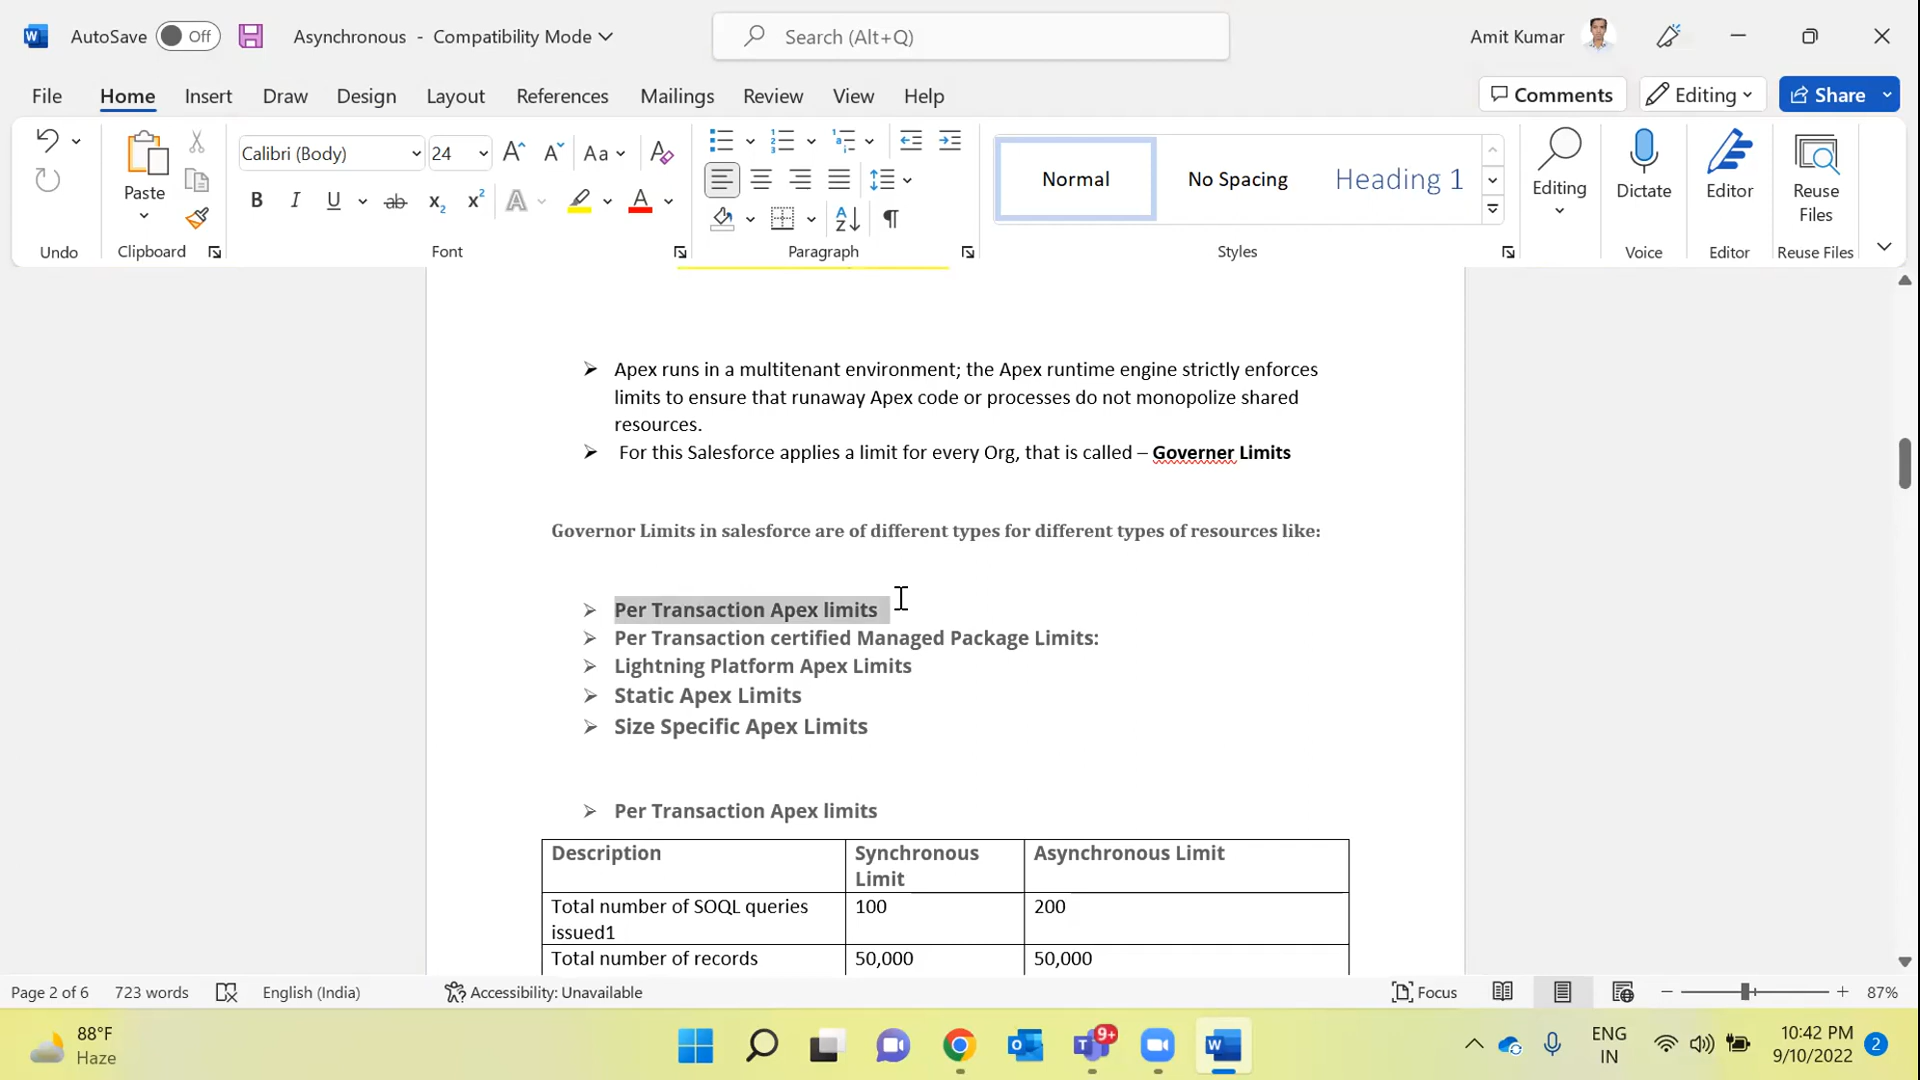 AutoSave Off Asynchronous - Compatibility Mode Search (Alt+Q) Amit Kumar
File Home Insert Draw Design Layout References Mailings Review View Help Comments Editing Share
Paste Calibri (Body) 24 Aa Normal No Spacing Heading 1 Editing Dictate Editor Reuse Files
Undo Clipboard Font Paragraph Styles Voice Editor Reuse Files
Apex runs in a multitenant environment; the Apex runtime engine strictly enforces
limits to ensure that runaway Apex code or processes do not monopolize shared
resources.
For this Salesforce applies a limit for every Org, that is called – Governer Limits
Governor Limits in salesforce are of different types for different types of resources like:
Per Transaction Apex limits
Per Transaction certified Managed Package Limits:
Lightning Platform Apex Limits
Static Apex Limits
Size Specific Apex Limits
Per Transaction Apex limits
Description Synchronous Limit Asynchronous Limit
Total number of SOQL queries issued1 100 200
Total number of records 50,000 50,000
Page 2 of 6 723 words English (India) Accessibility: Unavailable Focus 87%
88°F
Haze
9+
ENG
IN
10:42 PM
9/10/2022
2